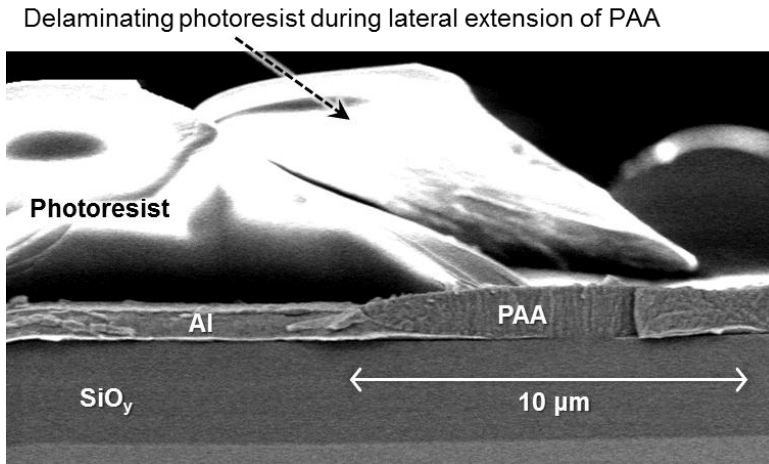 Delaminating photoresist during lateral extension of PAA
Photoresist
Al
PAA
SiOy
10 µm